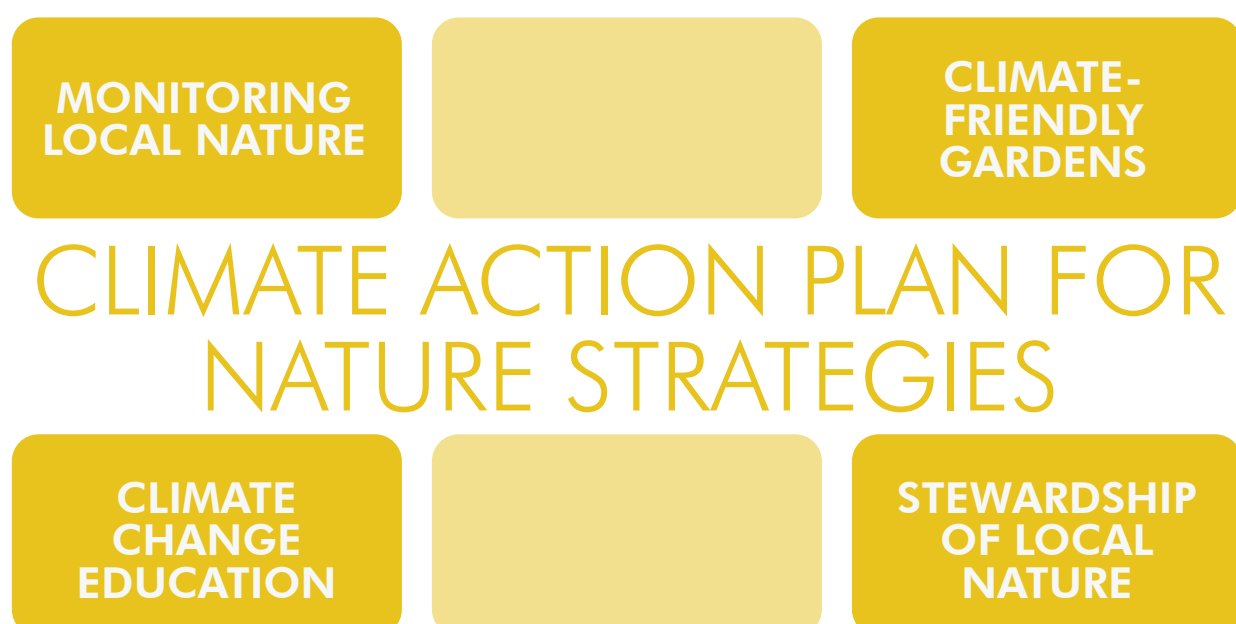 MONITORING
LOCAL NATURE
CLIMATE-
FRIENDLY
GARDENS
CLIMATE ACTION PLAN FOR
NATURE STRATEGIES
CLIMATE
CHANGE
EDUCATION
STEWARDSHIP
OF LOCAL
NATURE